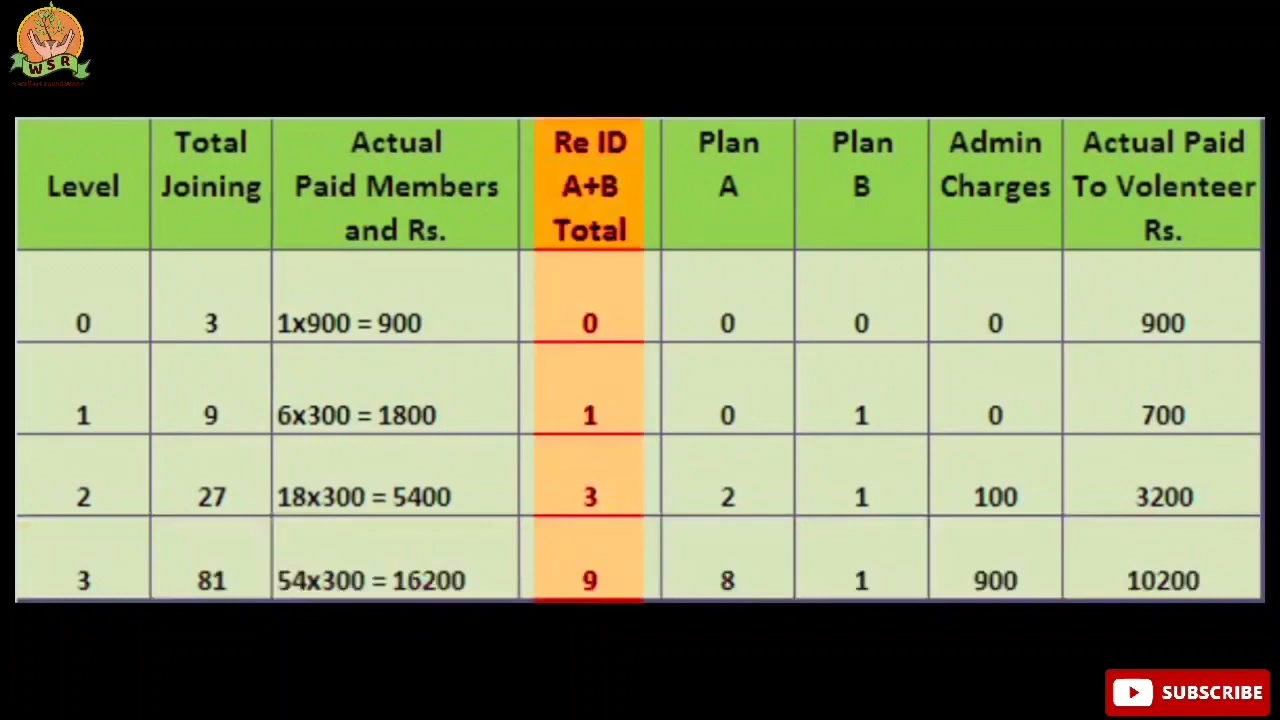 WSR
Level
Total
Joining
Actual
Paid Members
and Rs.
Re ID
A+B
Total
Plan
A
Plan
B
Admin
Charges
Actual Paid
To Volenteer
Rs.
0 3 1x900 = 900 0 0 0 0 900
1 9 6x300 = 1800 1 0 1 0 700
2 27 18x300 = 5400 3 2 1 100 3200
3 81 54x300 = 16200 9 8 1 900 10200
SUBSCRIBE